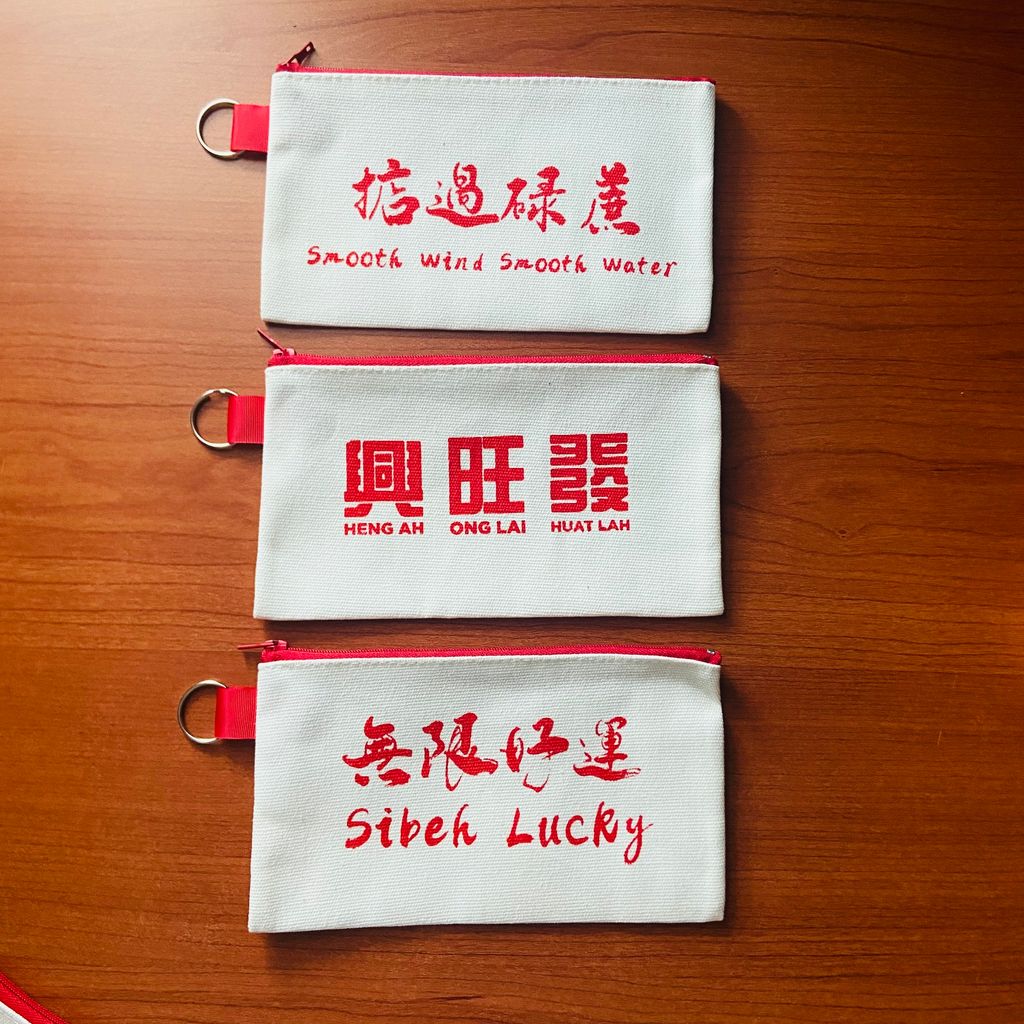 掂過碌蔗
Smooth Wind Smooth Water
興 旺 發
HENG AH ONG LAI HUAT LAH
無限好運
Sibeh Lucky